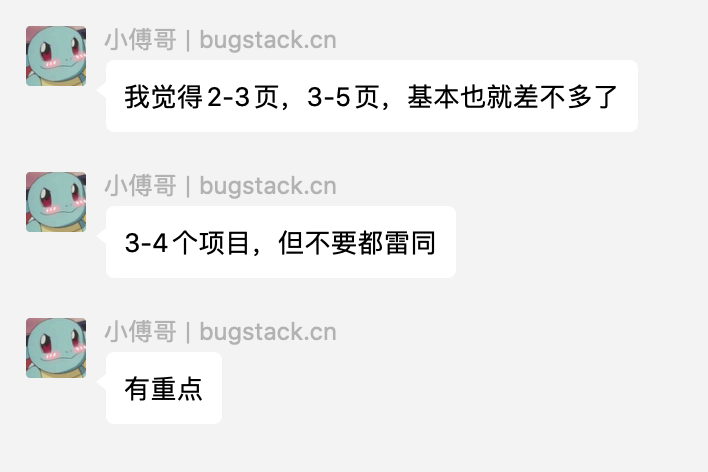 小傅哥 | bugstack.cn
我觉得2-3页，3-5页，基本也就差不多了
小傅哥 | bugstack.cn
3-4个项目，但不要都雷同
小傅哥 | bugstack.cn
有重点